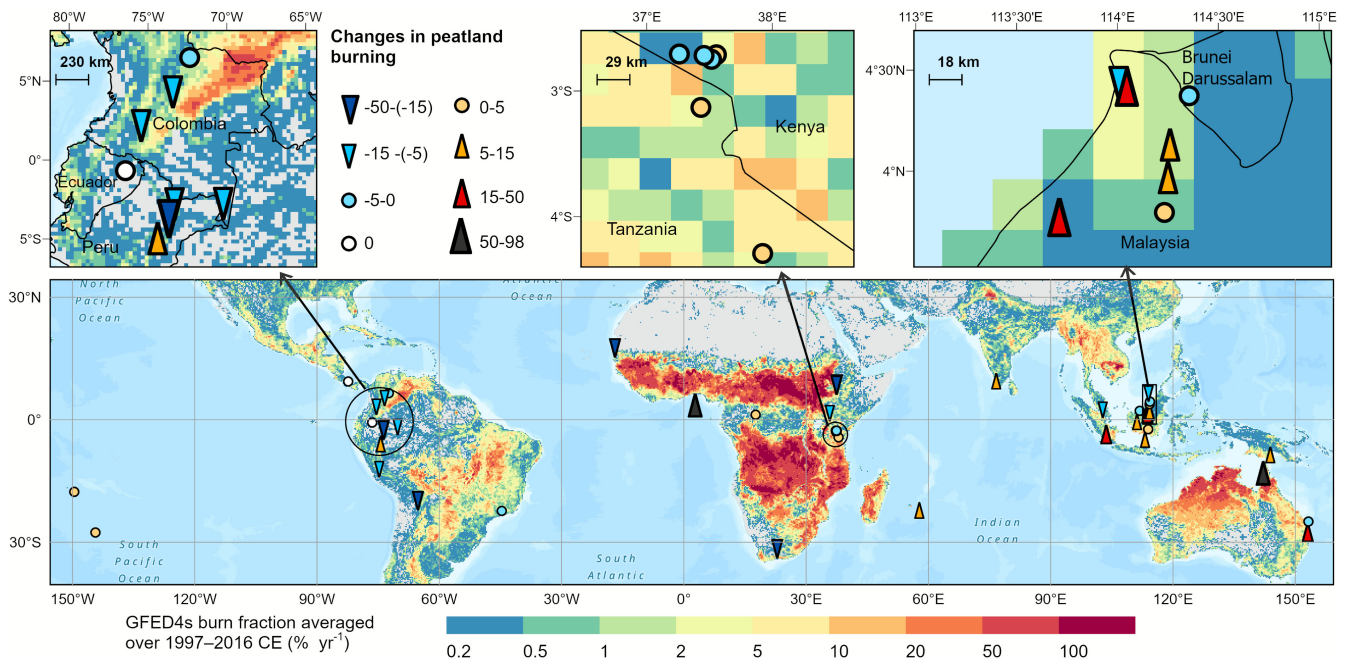 80°W 75°W 70°W 65°W
37°E 38°E
113°E 113°30'E 114°E 114°30'E 115°E
230 km
5°N
0°
5°S
Colombia
Ecuador
Peru
Changes in peatland
burning
-50-(-15)
-15 -(-5)
-5-0
0
0-5
5-15
15-50
50-98
29 km
3°S
4°S
Kenya
Tanzania
18 km
4°30'N
4°N
Brunei
Darussalam
Malaysia
North
Pacific
Ocean
Atlantic
Ocean
30°N
0°
30°S
South
Pacific
Ocean
South
Atlantic
Indian
Ocean
30°N
0°
30°S
150°W 120°W 90°W 60°W 30°W 0° 30°E 60°E 90°E 120°E 150°E
GFED4s burn fraction averaged
over 1997–2016 CE (% yr-1)
0.2 0.5 1 2 5 10 20 50 100